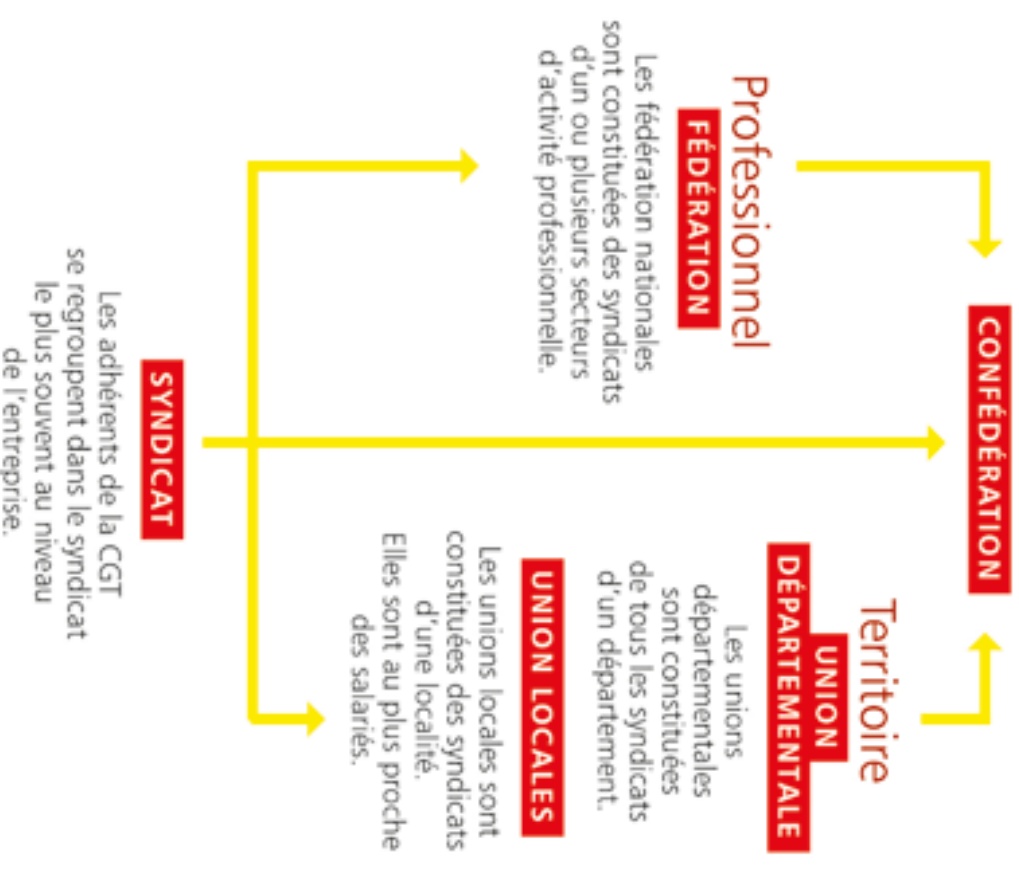 CONFÉDÉRATION
Professionnel
FÉDÉRATION
Les fédération nationales
sont constituées des syndicats
d'un ou plusieurs secteurs
d'activité professionnelle.
Territoire
UNION
DÉPARTEMENTALE
Les unions
départementales
sont constituées
de tous les syndicats
d'un département.
UNION LOCALES
Les unions locales sont
constituées des syndicats
d'une localité.
Elles sont au plus proche
des salariés.
SYNDICAT
Les adhérents de la CGT
se regroupent dans le syndicat
le plus souvent au niveau
de l'entreprise.